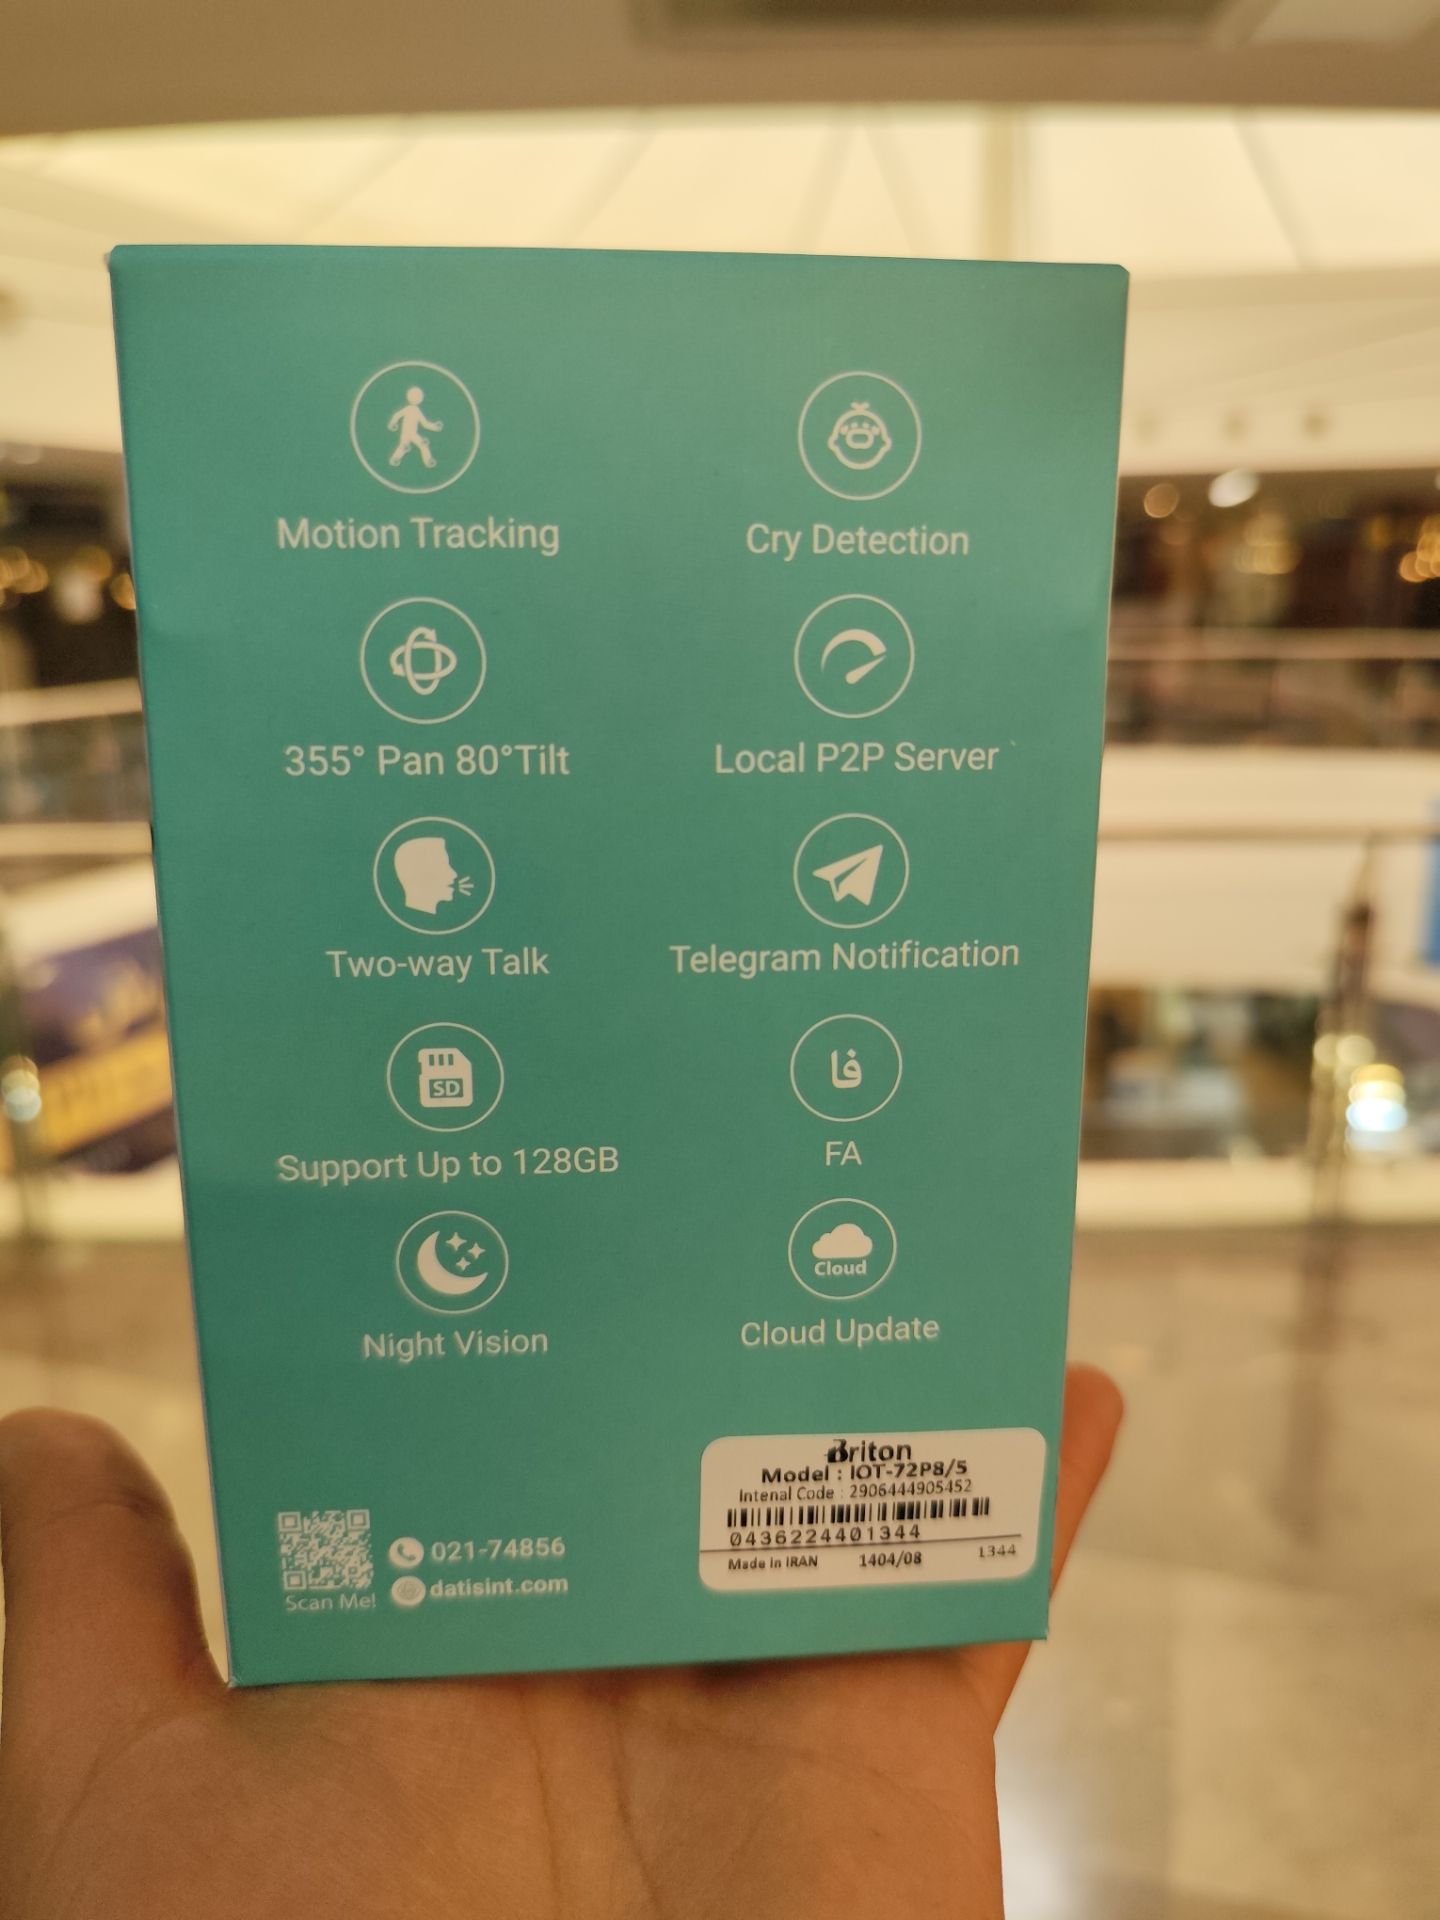 Motion Tracking
Cry Detection
355° Pan 80°Tilt
Local P2P Server
Two-way Talk
Telegram Notification
SD
Support Up to 128GB
فا
FA
Night Vision
Cloud
Cloud Update
Scan Me!
021-74856
datisint.com
Briton
Model : IOT-72P8/5
Intenal Code : 2906444905452
0436224401344
Made In IRAN 1404/08 1344